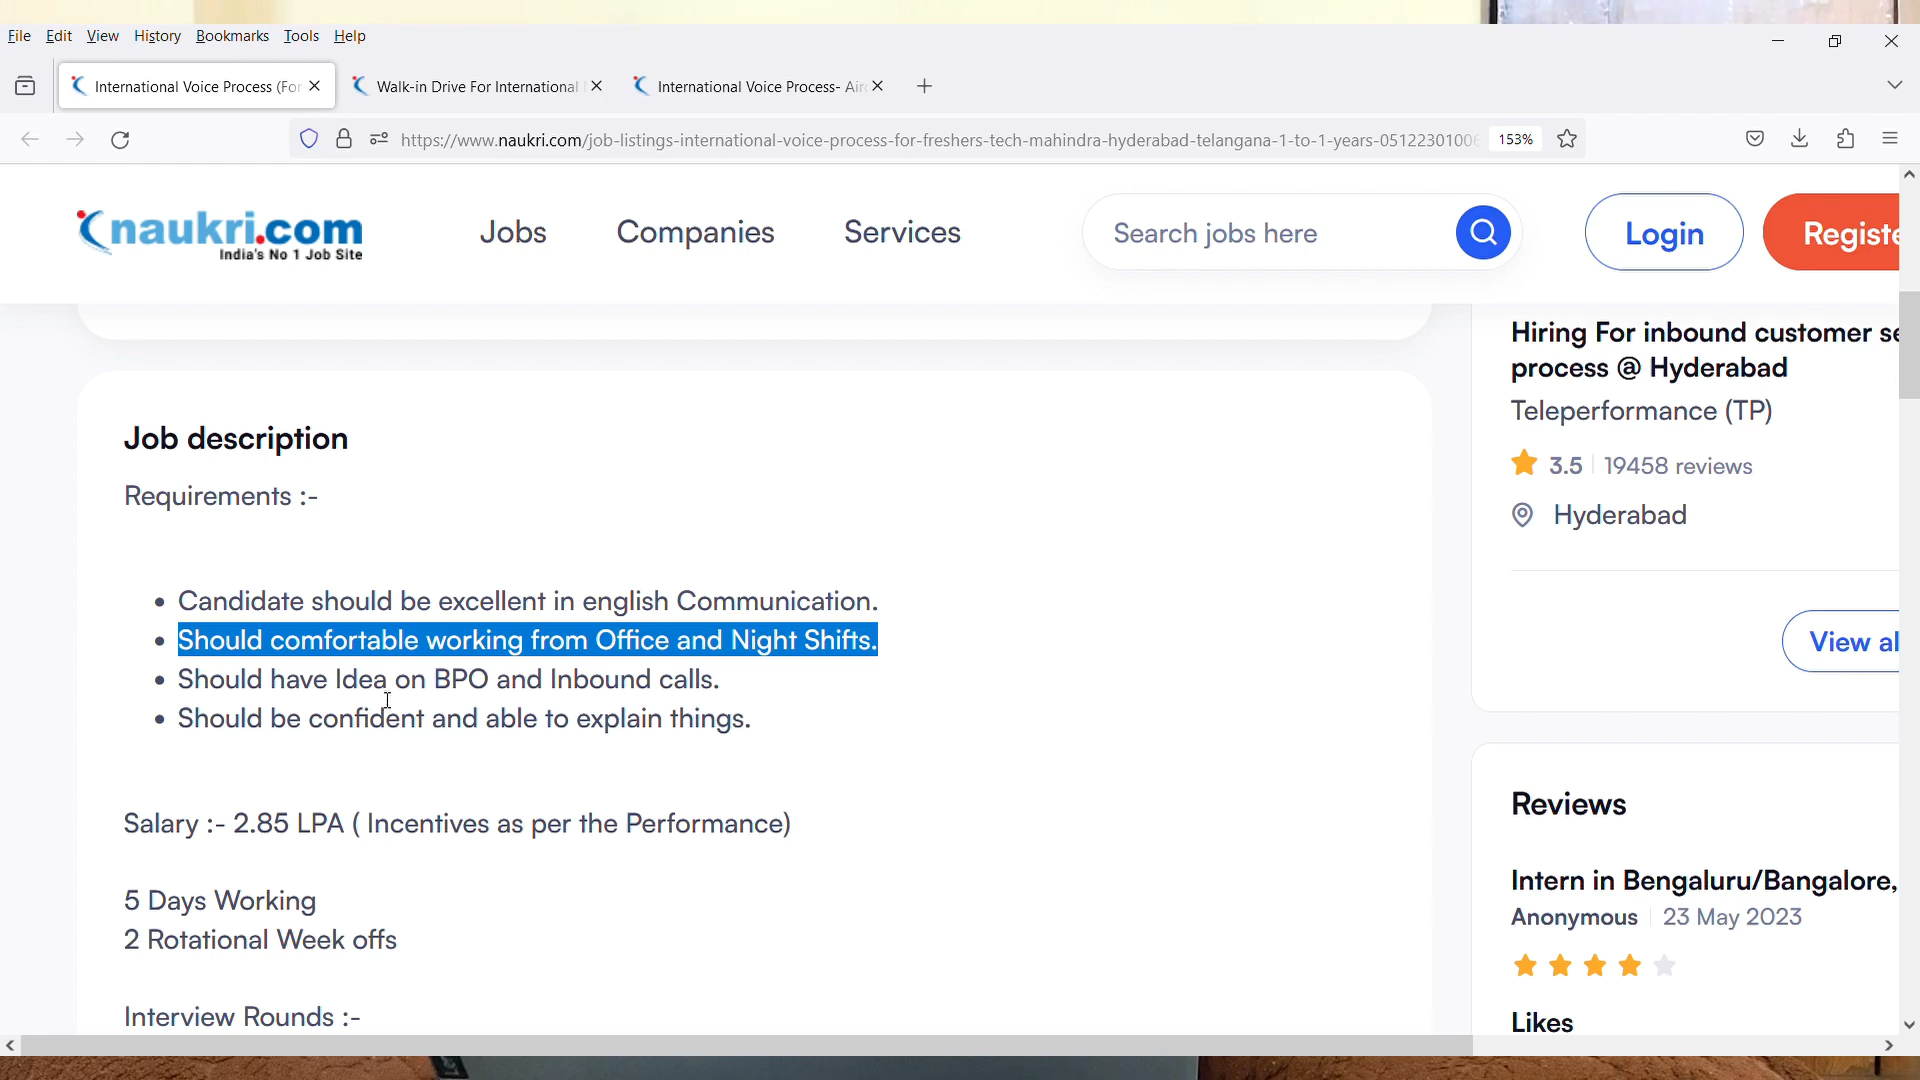 File Edit View History Bookmarks Tools Help
International Voice Process (For
Walk-in Drive For International
International Voice Process- Air
https://www.naukri.com/job-listings-international-voice-process-for-freshers-tech-mahindra-hyderabad-telangana-1-to-1-years-05122301006
153%
naukri.com
India's No 1 Job Site
Jobs
Companies
Services
Search jobs here
Login
Registe
Job description
Requirements :-
• Candidate should be excellent in english Communication.
• Should comfortable working from Office and Night Shifts.
• Should have Idea on BPO and Inbound calls.
• Should be confident and able to explain things.
Salary :- 2.85 LPA ( Incentives as per the Performance)
5 Days Working
2 Rotational Week offs
Interview Rounds :-
Hiring For inbound customer se
process @ Hyderabad
Teleperformance (TP)
3.5 19458 reviews
Hyderabad
View al
Reviews
Intern in Bengaluru/Bangalore,
Anonymous 23 May 2023
Likes